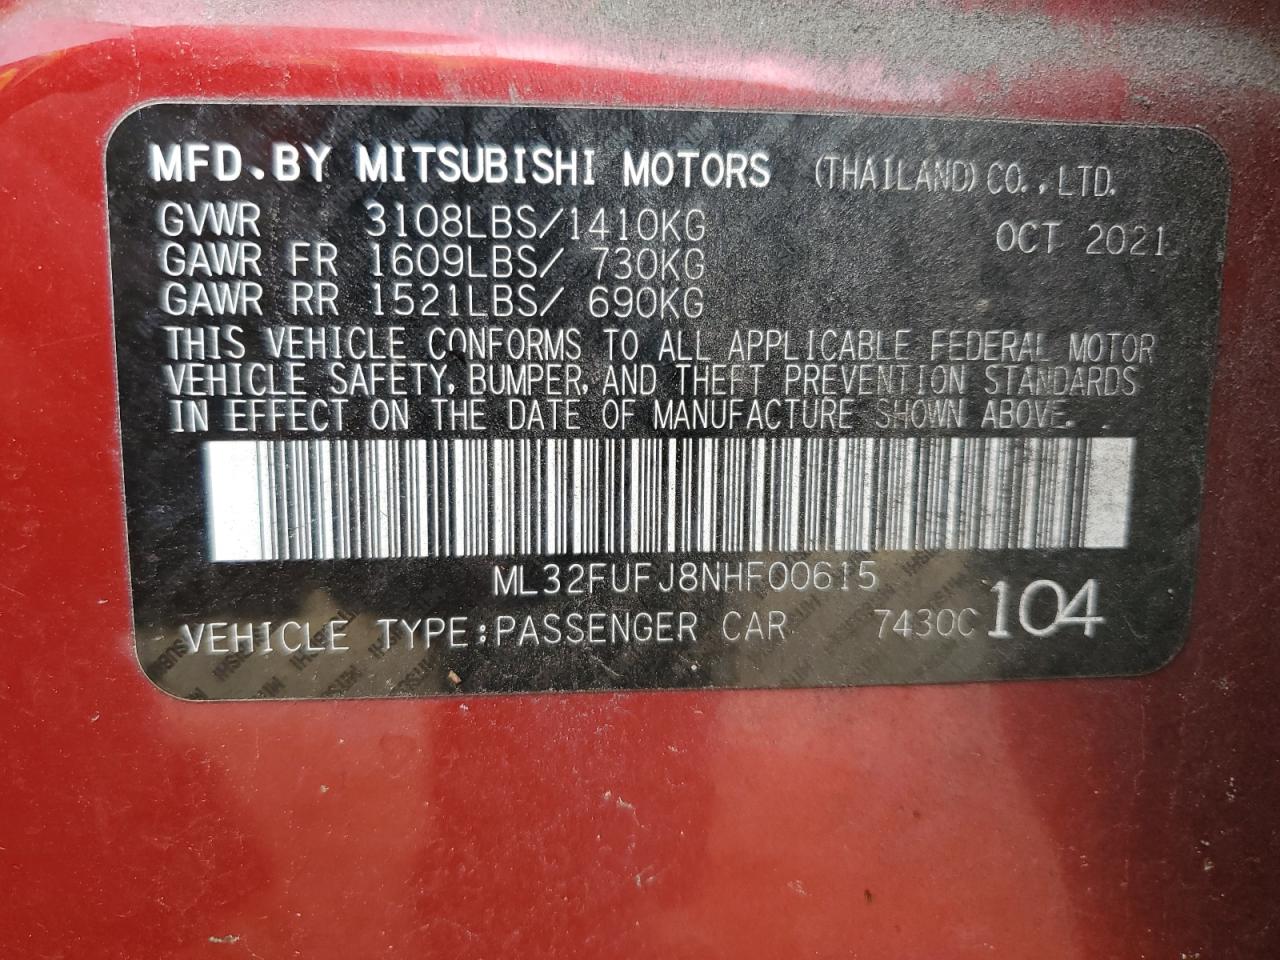 MFD.BY MITSUBISHI MOTORS (THAILAND) CO.,LTD.
GVWR 3108LBS/1410KG OCT 2021
GAWR FR 1609LBS/ 730KG
GAWR RR 1521LBS/ 690KG
THIS VEHICLE CONFORMS TO ALL APPLICABLE FEDERAL MOTOR
VEHICLE SAFETY, BUMPER, AND THEFT PREVENTION STANDARDS
IN EFFECT ON THE DATE OF MANUFACTURE SHOWN ABOVE.
ML32FUFJ8NHF00615
VEHICLE TYPE:PASSENGER CAR 7430C 104